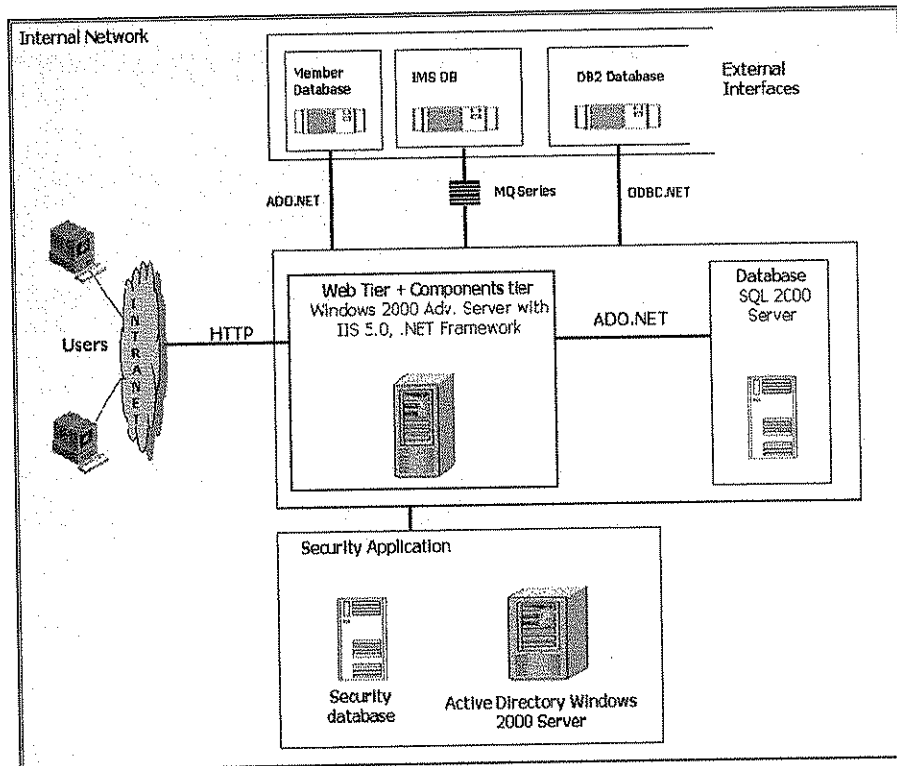 Internal Network
Member
Database
IMS DB
DB2 Database
External
Interfaces
ADO.NET
MQ Series
ODBC.NET
Users
INTRANET
HTTP
Web Tier + Components tier
Windows 2000 Adv. Server with
IIS 5.0, .NET Framework
ADO.NET
Database
SQL 2000
Server
Security Application
Security
database
Active Directory Windows
2000 Server